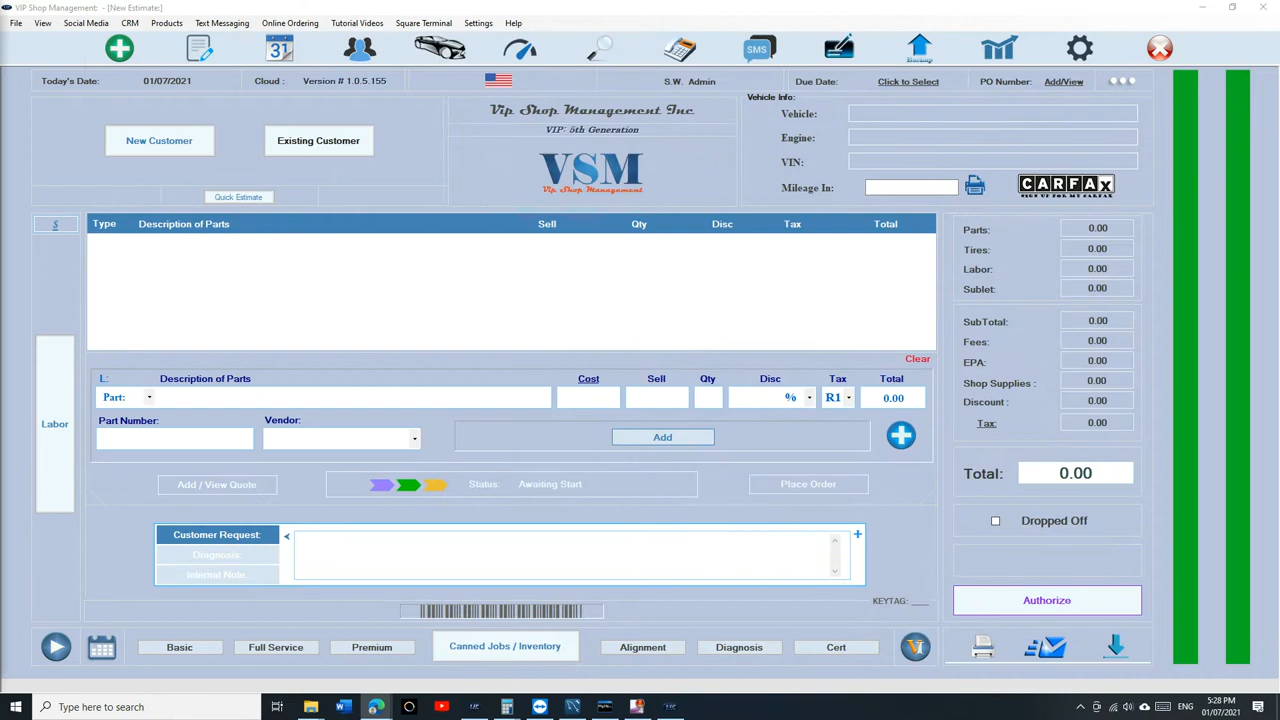 VIP Shop Management: - [New Estimate:]
File View Social Media CRM Products Text Messaging Online Ordering Tutorial Videos Square Terminal Settings Help
31 SMS Backup
Today's Date: 01/07/2021 Cloud : Version # 1.0.5.155 S.W. Admin Due Date: Click to Select PO Number: Add/View
Vehicle Info:
New Customer Existing Customer
Quick Estimate
Vip Shop Management Inc
VIP: 5th Generation
VSM
Vip Shop Management
Vehicle:
Engine:
VIN:
Mileage In: CARFAX
SIGN UP FOR MY CARFAX
S
Type Description of Parts Sell Qty Disc Tax Total
Clear
Labor
L: Description of Parts Cost Sell Qty Disc Tax Total
Part: % R1 0.00
Part Number: Vendor:
Add
Add / View Quote Status: Awaiting Start Place Order
Customer Request:
Diagnosis:
Internal Note:
KEYTAG: ___
Parts: 0.00
Tires: 0.00
Labor: 0.00
Sublet: 0.00
SubTotal: 0.00
Fees: 0.00
EPA: 0.00
Shop Supplies : 0.00
Discount : 0.00
Tax: 0.00
Total: 0.00
Dropped Off
Authorize
Basic Full Service Premium Canned Jobs / Inventory Alignment Diagnosis Cert
Type here to search
5:28 PM
01/07/2021